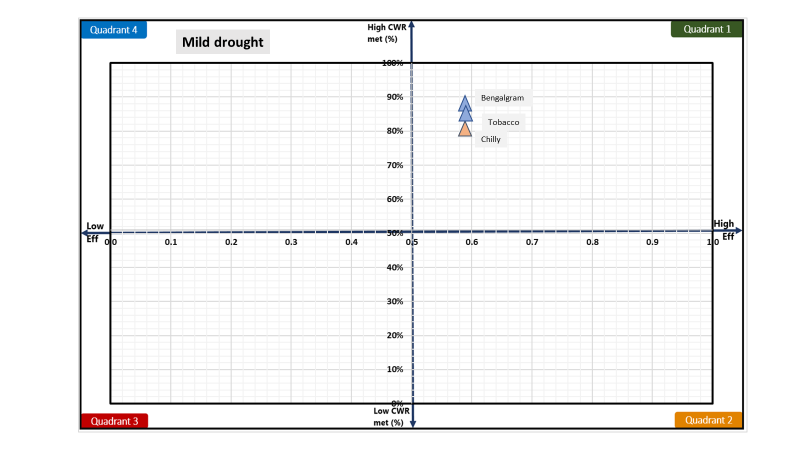 Quadrant 4
High CWR
met (%)
Quadrant 1
Mild drought
100%
90%
Bengalgram
Tobacco
80%
Chilly
70%
60%
Low
Eff
50%
High
Eff
0.0 0.1 0.2 0.3 0.4 0.5 0.6 0.7 0.8 0.9 1.0
40%
30%
20%
10%
0%
Low CWR
met (%)
Quadrant 3
Quadrant 2